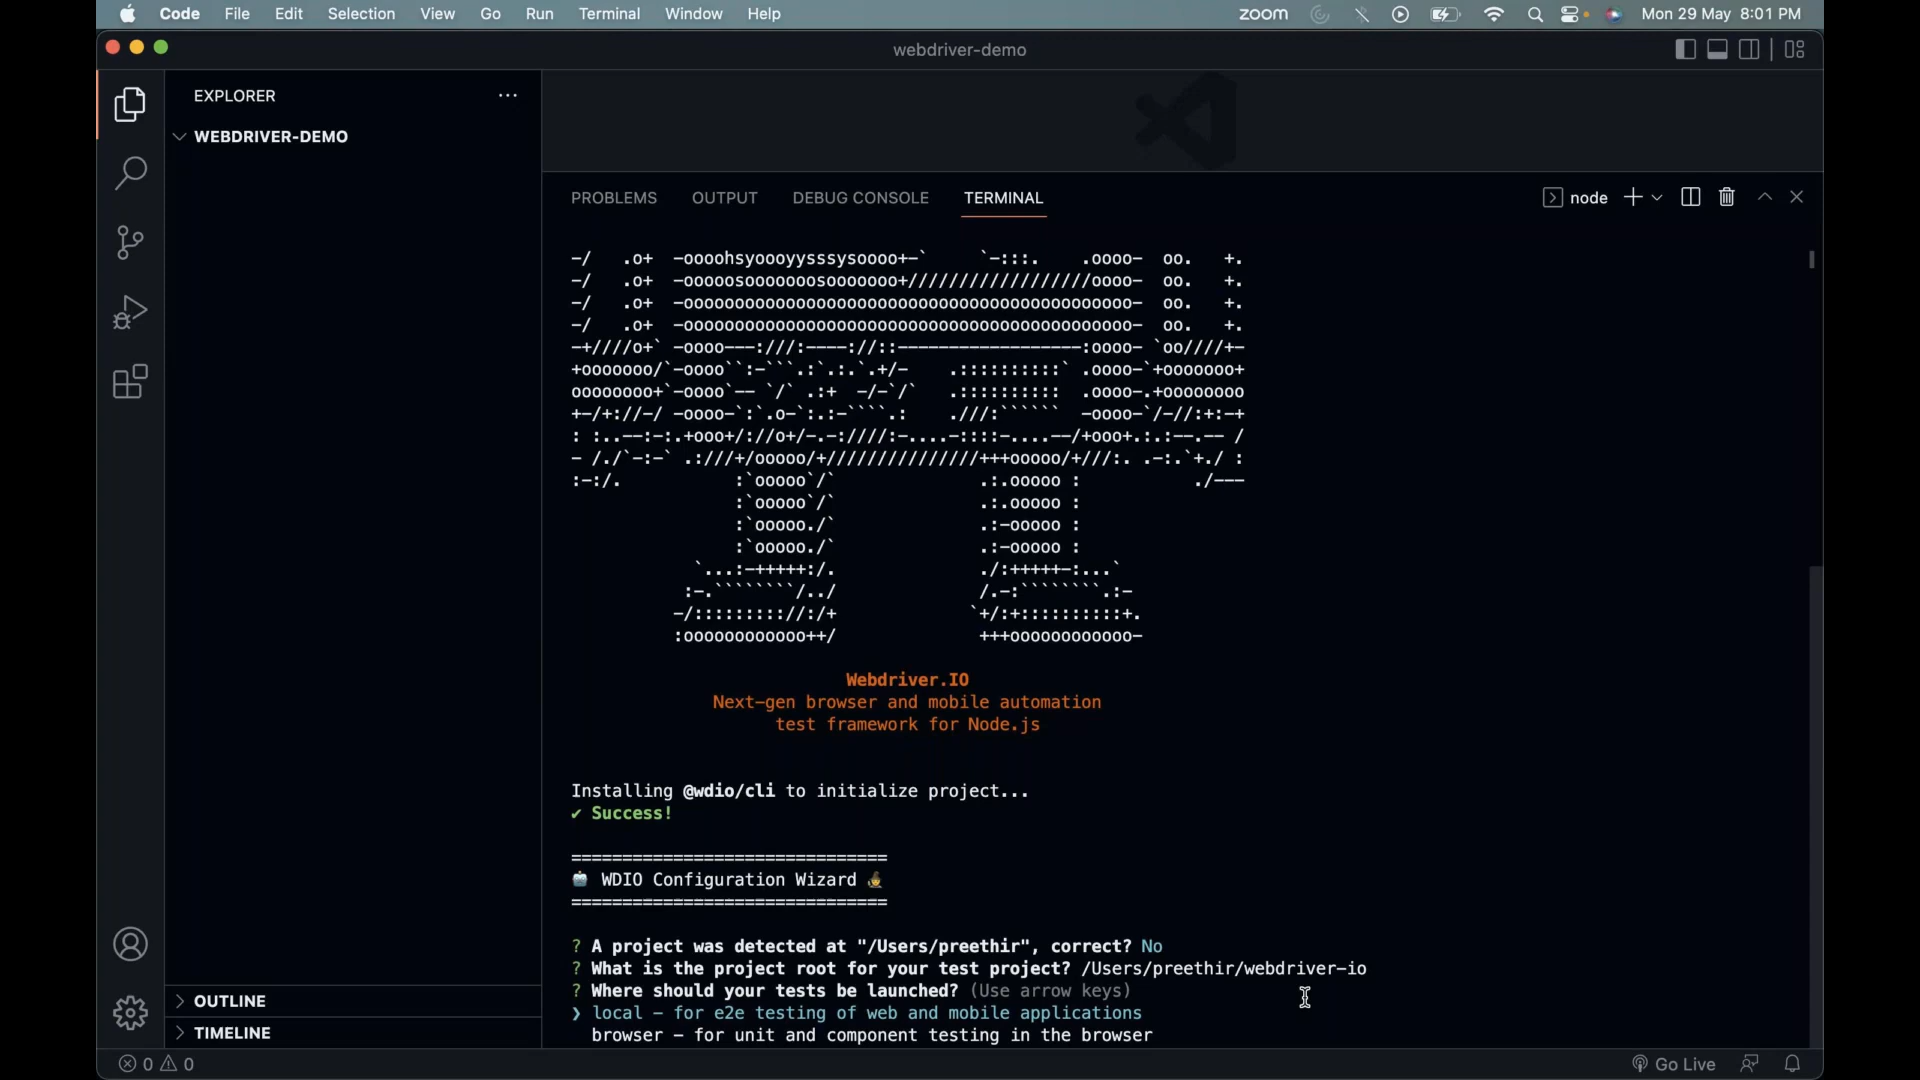 Code File Edit Selection View Go Run Terminal Window Help zoom Mon 29 May 8:01 PM
webdriver-demo
EXPLORER ...
WEBDRIVER-DEMO
PROBLEMS OUTPUT DEBUG CONSOLE TERMINAL node
Webdriver.IO
Next-gen browser and mobile automation
test framework for Node.js
Installing @wdio/cli to initialize project...
✔ Success!
===============================
🤖 WDIO Configuration Wizard 🧙
===============================
? A project was detected at "/Users/preethir", correct? No
? What is the project root for your test project? /Users/preethir/webdriver-io
? Where should your tests be launched? (Use arrow keys)
❯ local – for e2e testing of web and mobile applications
browser – for unit and component testing in the browser
OUTLINE
TIMELINE
0 0 Go Live